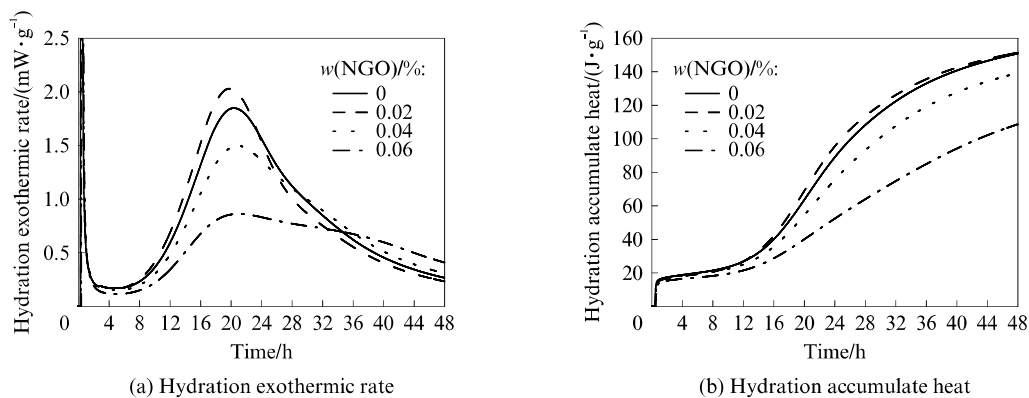 Hydration exothermic rate/(mW·g⁻¹)
2.5
2.0
1.5
1.0
0.5
0
w(NGO)/%:
0
0.02
0.04
0.06
4 8 12 16 20 24 28 32 36 40 44 48
Time/h
(a) Hydration exothermic rate
Hydration accumulate heat/(J·g⁻¹)
160
140
120
100
80
60
40
20
0
w(NGO)/%:
0
0.02
0.04
0.06
4 8 12 16 20 24 28 32 36 40 44 48
Time/h
(b) Hydration accumulate heat